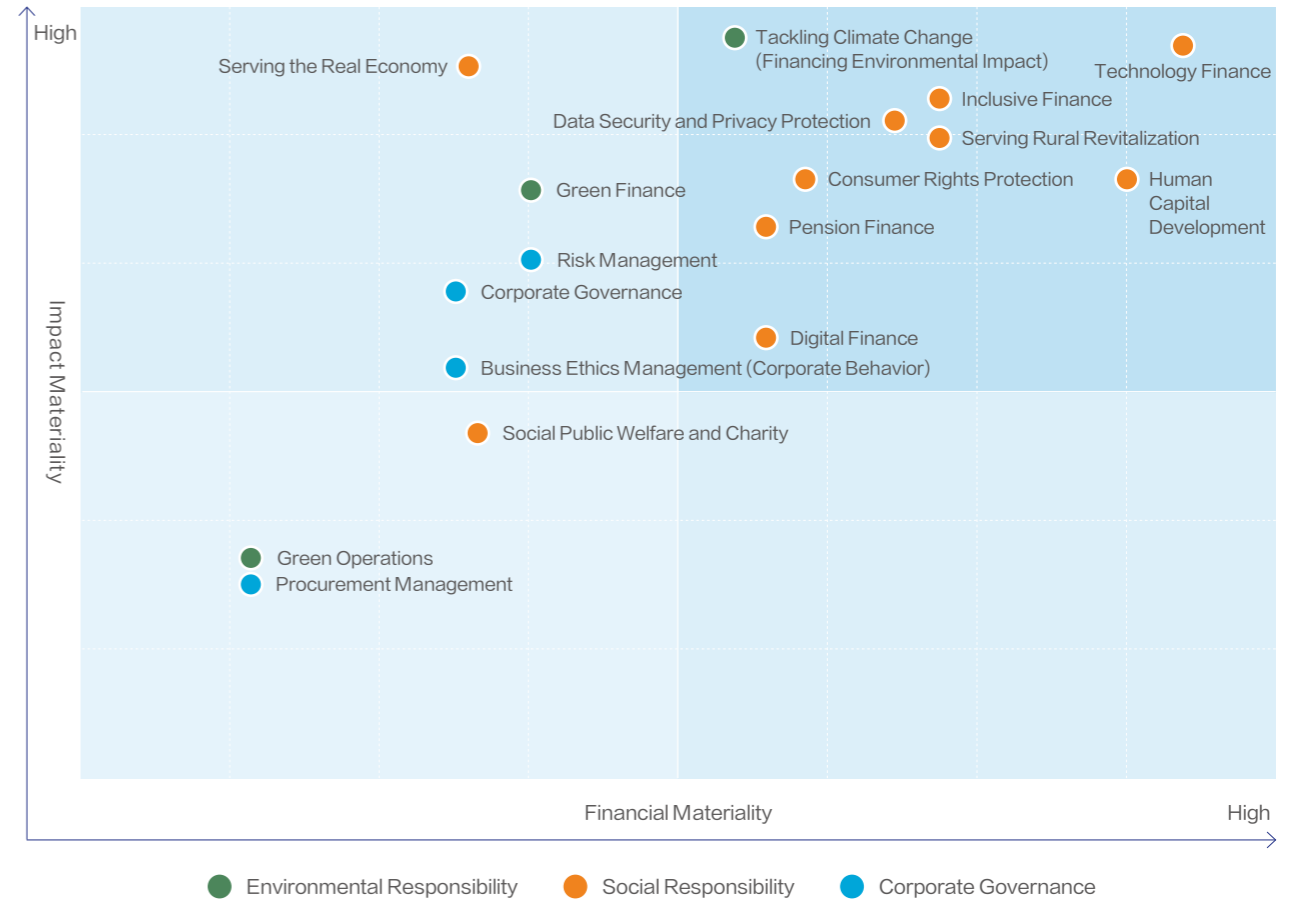 High
Tackling Climate Change
(Financing Environmental Impact)
Serving the Real Economy
Technology Finance
Inclusive Finance
Data Security and Privacy Protection
Serving Rural Revitalization
Consumer Rights Protection
Human
Capital
Development
Green Finance
Pension Finance
Risk Management
Corporate Governance
Digital Finance
Business Ethics Management (Corporate Behavior)
Impact Materiality
Social Public Welfare and Charity
Green Operations
Procurement Management
Financial Materiality
High
Environmental Responsibility
Social Responsibility
Corporate Governance